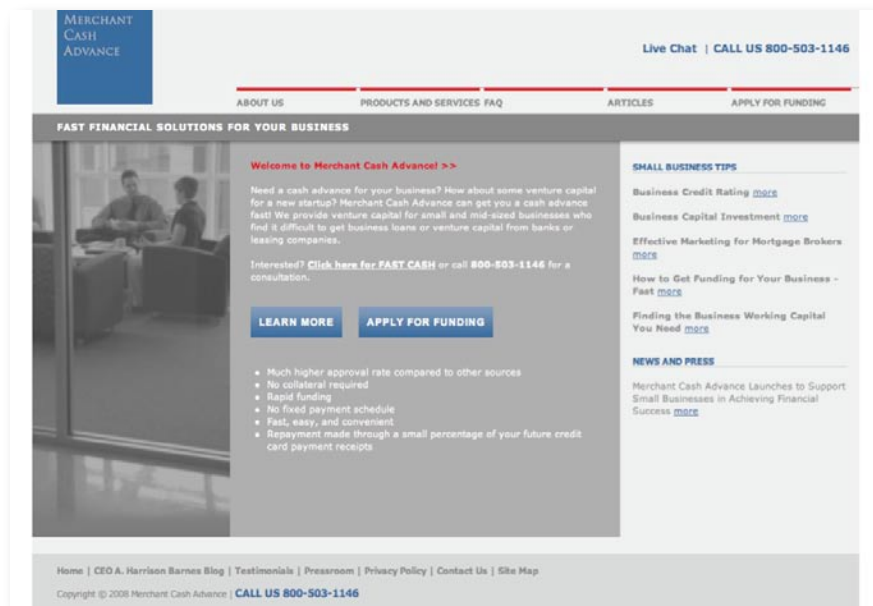 MERCHANT
CASH
ADVANCE
Live Chat | CALL US 800-503-1146
ABOUT US PRODUCTS AND SERVICES FAQ ARTICLES APPLY FOR FUNDING
FAST FINANCIAL SOLUTIONS FOR YOUR BUSINESS
Welcome to Merchant Cash Advance! >>
Need a cash advance for your business? How about some venture capital
for a new startup? Merchant Cash Advance can get you a cash advance
fast! We provide venture capital for small and mid-sized businesses who
find it difficult to get business loans or venture capital from banks or
leasing companies.
Interested? Click here for FAST CASH or call 800-503-1146 for a
consultation.
LEARN MORE APPLY FOR FUNDING
• Much higher approval rate compared to other sources
• No collateral required
• Rapid funding
• No fixed payment schedule
• Fast, easy, and convenient
• Repayment made through a small percentage of your future credit
card payment receipts
SMALL BUSINESS TIPS
Business Credit Rating more
Business Capital Investment more
Effective Marketing for Mortgage Brokers
more
How to Get Funding for Your Business -
Fast more
Finding the Business Working Capital
You Need more
NEWS AND PRESS
Merchant Cash Advance Launches to Support
Small Businesses in Achieving Financial
Success more
Home | CEO A. Harrison Barnes Blog | Testimonials | Pressroom | Privacy Policy | Contact Us | Site Map
Copyright © 2008 Merchant Cash Advance | CALL US 800-503-1146